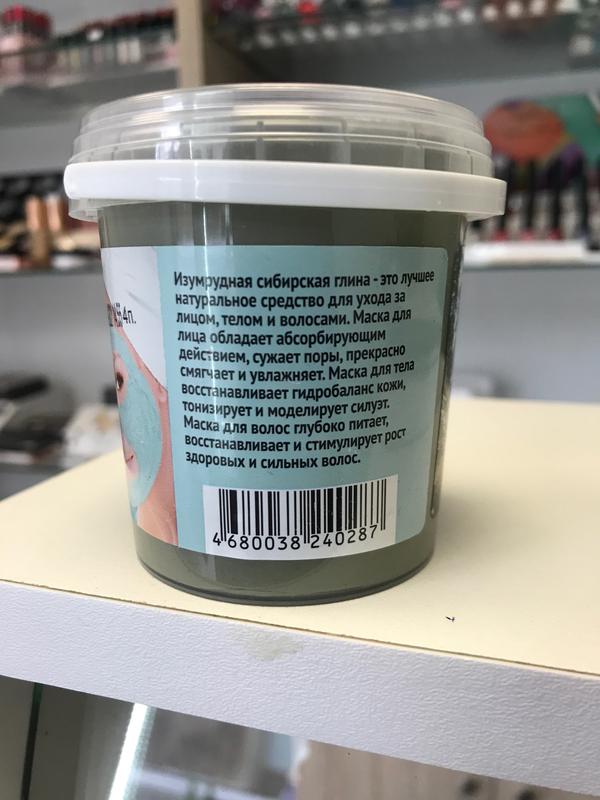 Изумрудная сибирская глина - это лучшее
натуральное средство для ухода за
лицом, телом и волосами. Маска для
лица обладает абсорбирующим
действием, сужает поры, прекрасно
смягчает и увлажняет. Маска для тела
восстанавливает гидробаланс кожи,
тонизирует и моделирует силуэт.
Маска для волос глубоко питает,
восстанавливает и стимулирует рост
здоровых и сильных волос.
4 680038 240287